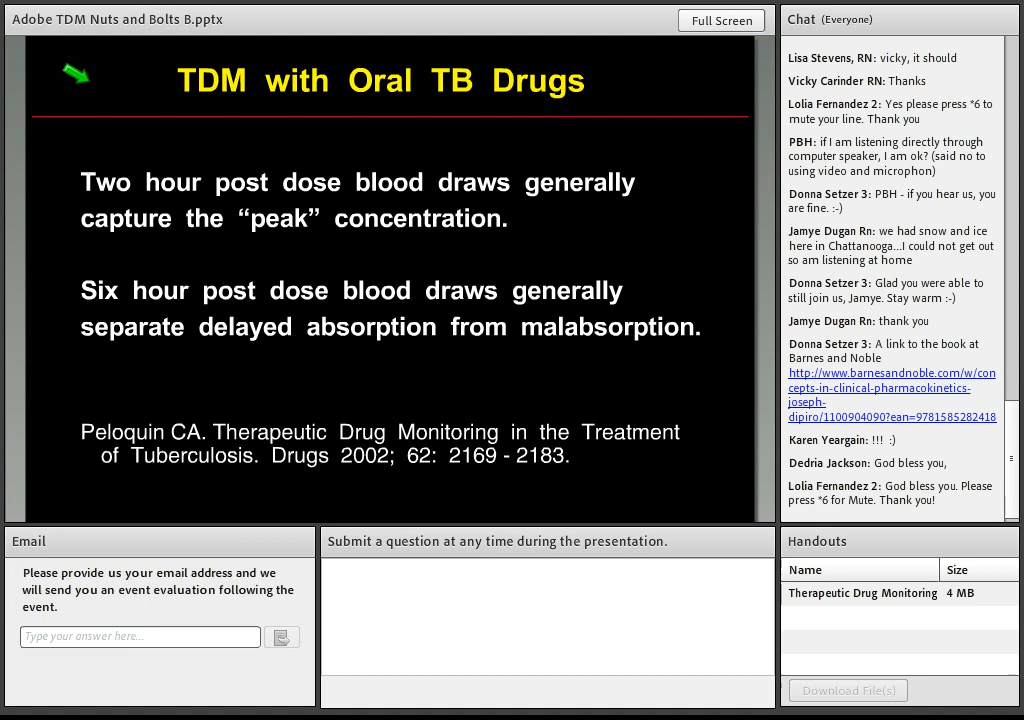 Adobe TDM Nuts and Bolts B.pptx
Full Screen
TDM with Oral TB Drugs
Two hour post dose blood draws generally
capture the “peak” concentration.
Six hour post dose blood draws generally
separate delayed absorption from malabsorption.
Peloquin CA. Therapeutic Drug Monitoring in the Treatment
of Tuberculosis. Drugs 2002; 62: 2169 - 2183.
Chat (Everyone)
Lisa Stevens, RN: vicky, it should
Vicky Carinder RN: Thanks
Lolia Fernandez 2: Yes please press *6 to
mute your line. Thank you
PBH: if I am listening directly through
computer speaker, I am ok? (said no to
using video and microphon)
Donna Setzer 3: PBH - if you hear us, you
are fine. :-)
Jamye Dugan Rn: we had snow and ice
here in Chattanooga...I could not get out
so am listening at home
Donna Setzer 3: Glad you were able to
still join us, Jamye. Stay warm :-)
Jamye Dugan Rn: thank you
Donna Setzer 3: A link to the book at
Barnes and Noble
http://www.barnesandnoble.com/w/con
cepts-in-clinical-pharmacokinetics-
joseph-
dipiro/1100904090?ean=9781585282418
Karen Yeargain: !!! :)
Dedria Jackson: God bless you,
Lolia Fernandez 2: God bless you. Please
press *6 for Mute. Thank you!
Email
Please provide us your email address and we
will send you an event evaluation following the
event.
Type your answer here...
Submit a question at any time during the presentation.
Handouts
Name Size
Therapeutic Drug Monitoring 4 MB
Download File(s)